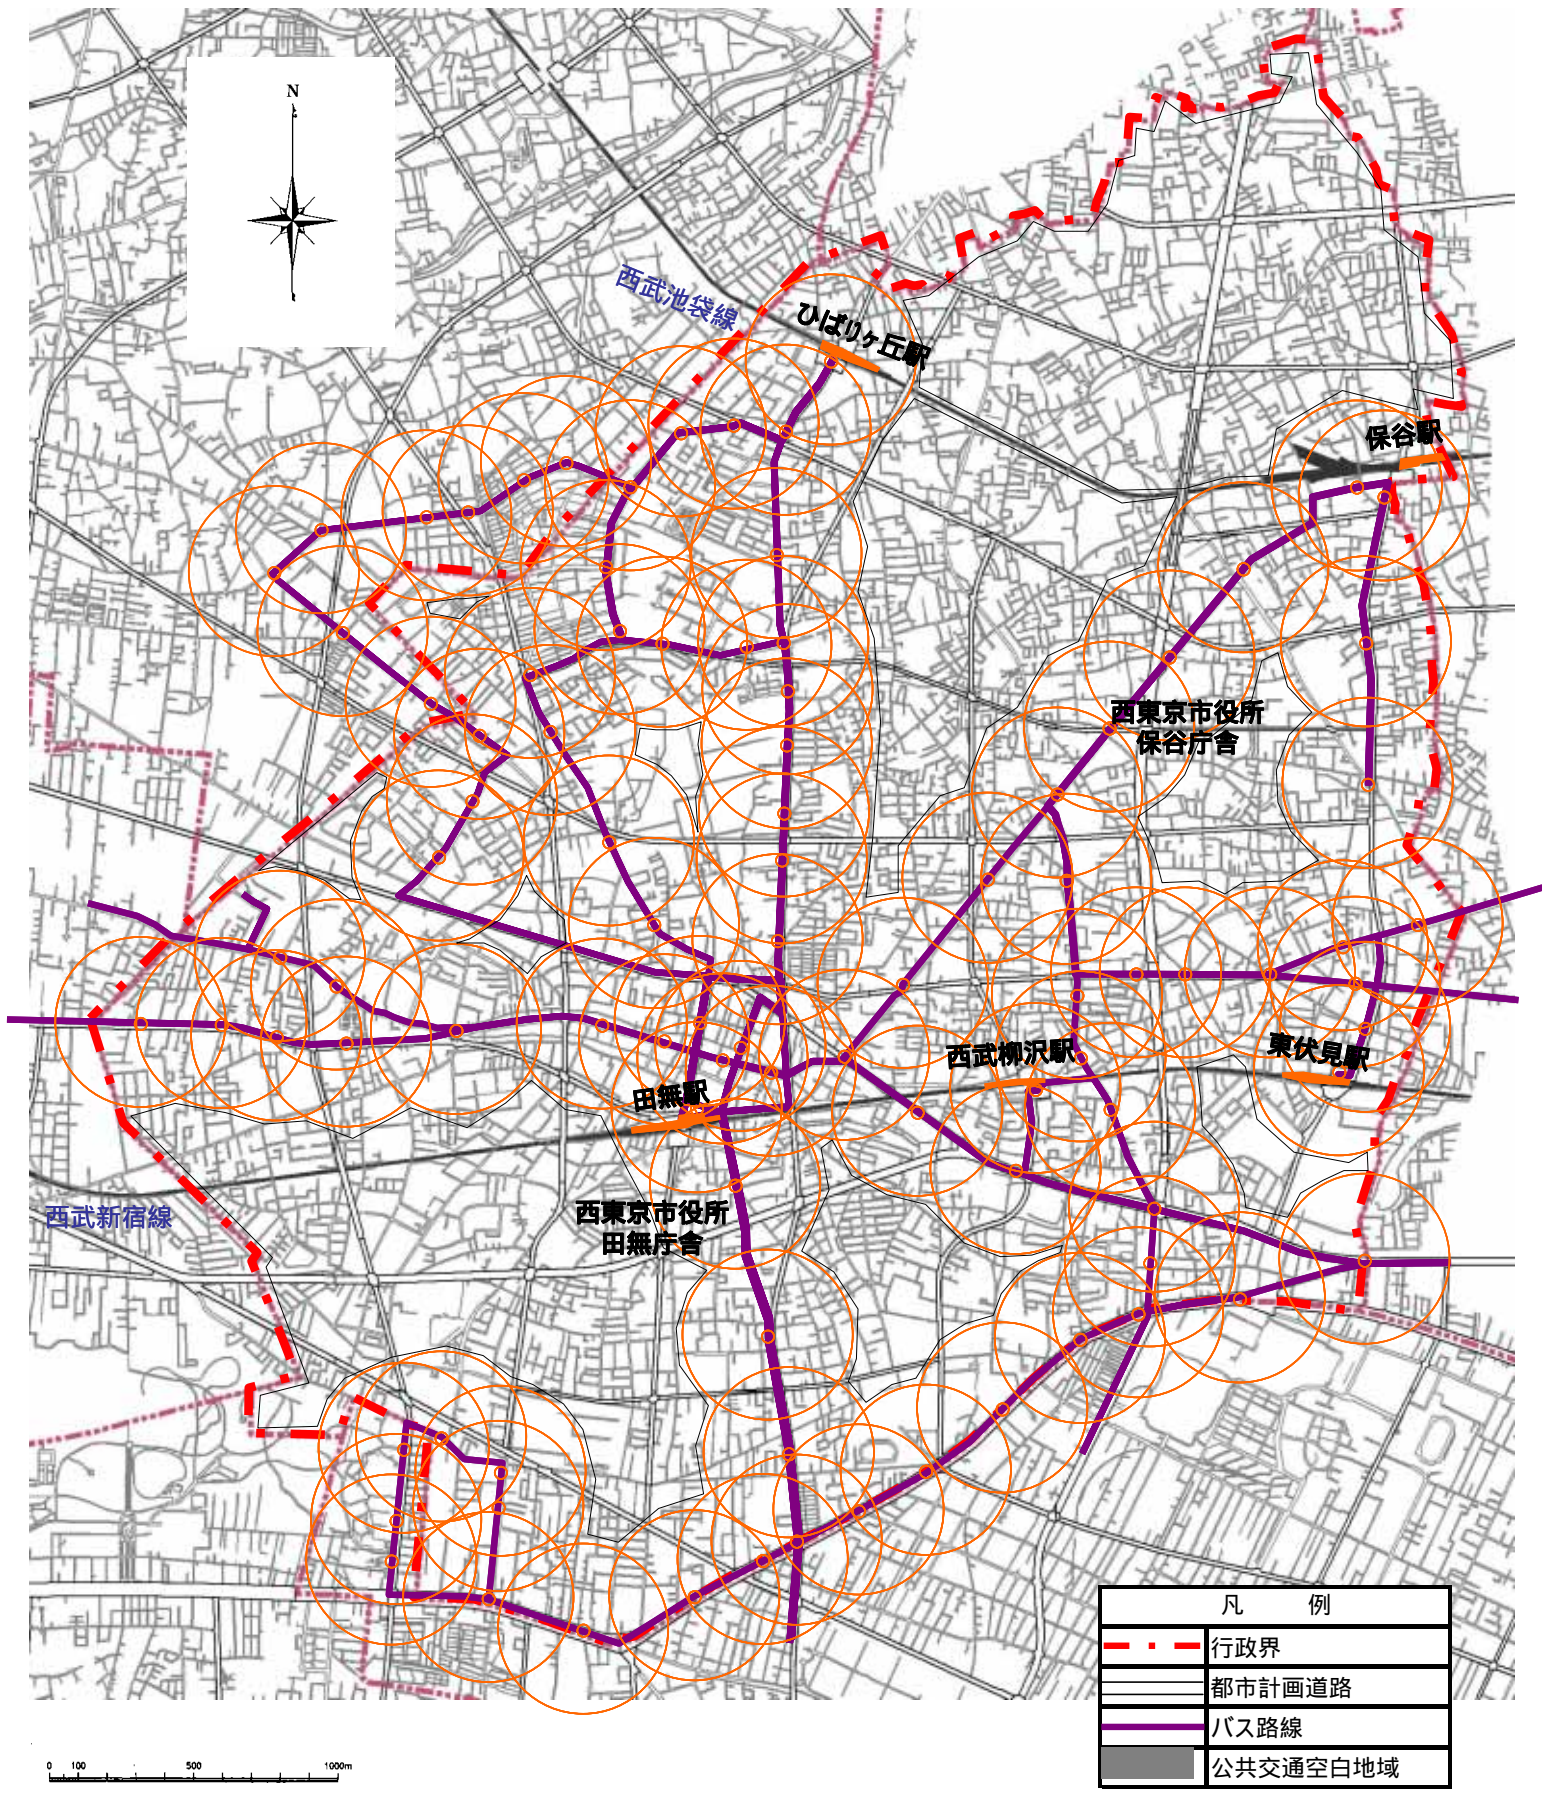 N
西武池袋線
ひばりヶ丘駅
保谷駅
西東京市役所
保谷庁舎
西武柳沢駅
東伏見駅
田無駅
西東京市役所
田無庁舎
西武新宿線
凡 例
行政界
都市計画道路
バス路線
公共交通空白地域
0 100 500 1000m